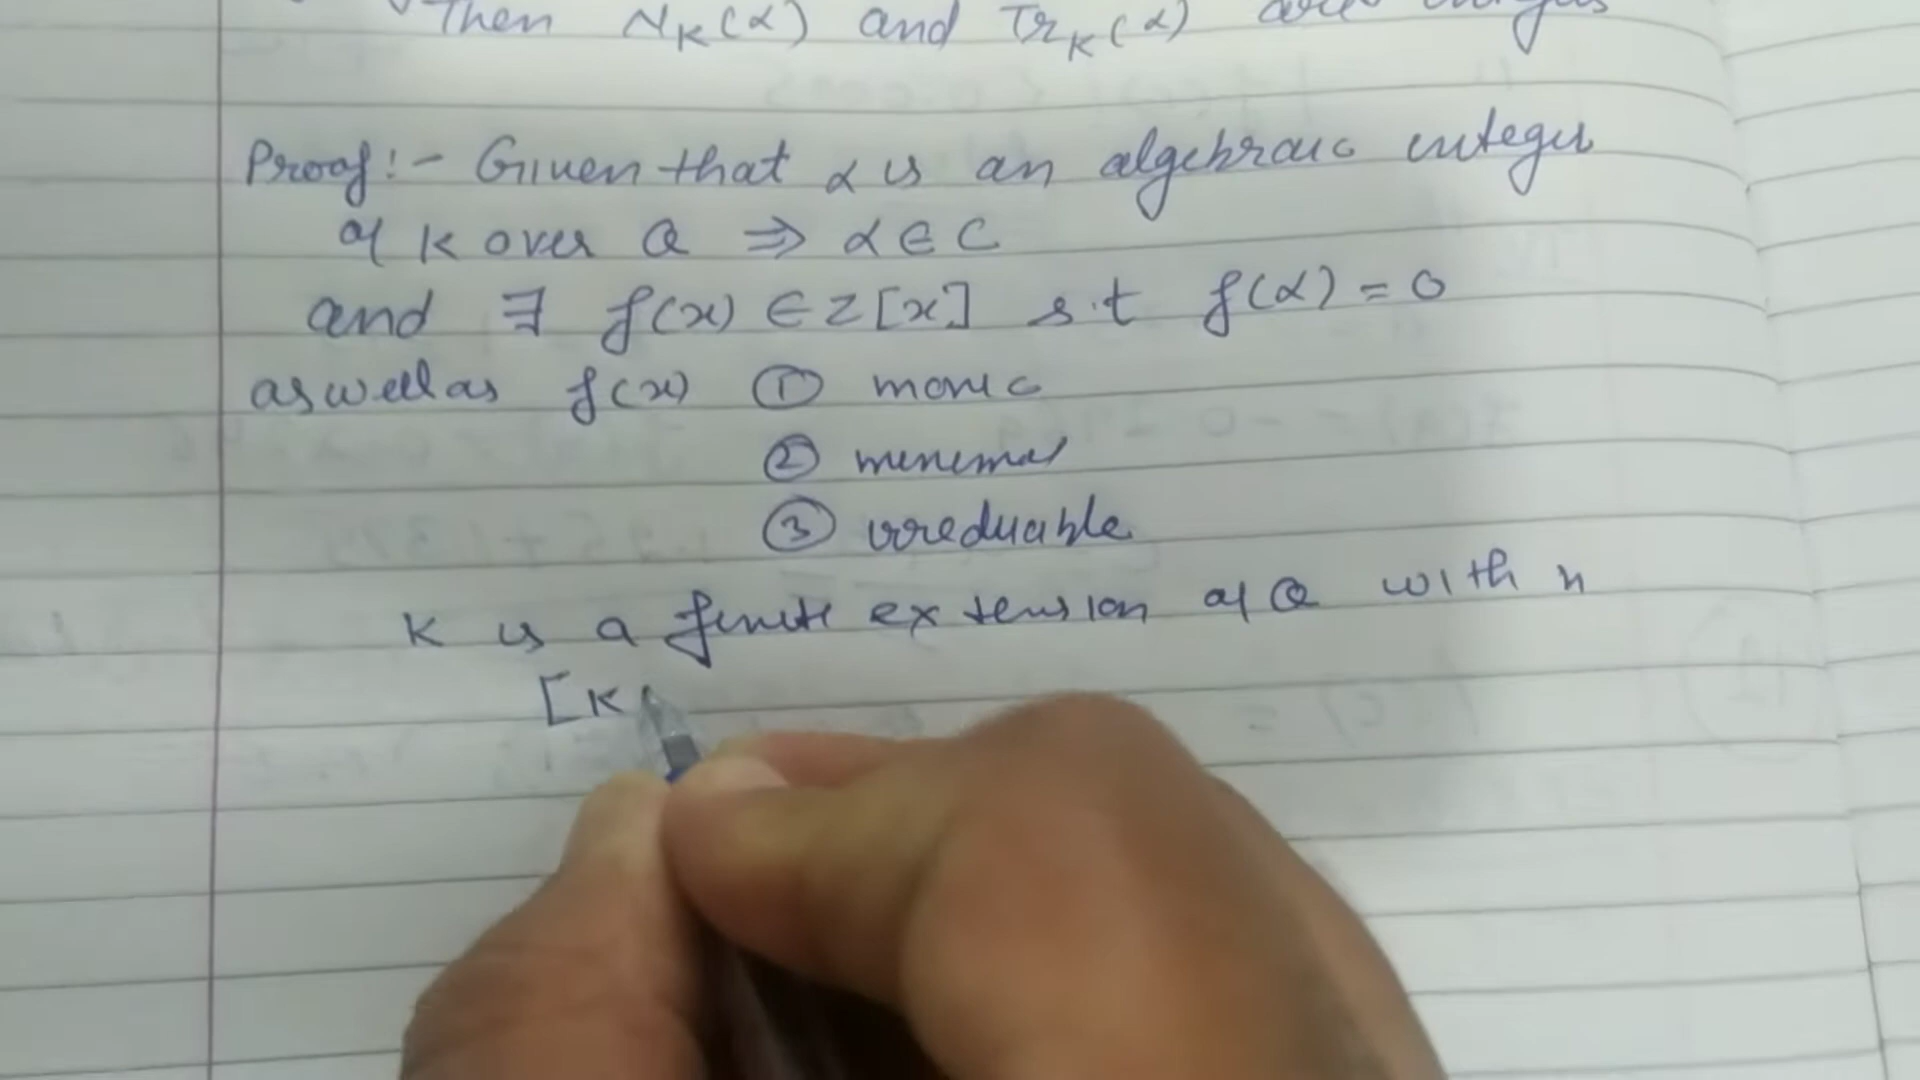 Then N_K(α) and Tr_K(α) are
Proof:- Given that α is an algebraic integer
of K over Q ⇒ α ∈ C
and ∃ f(x) ∈ Z[x] s.t f(α) = 0
as well as f(x) ① monic
② minimal
③ irreducible
K is a finite extension of Q with n
[K